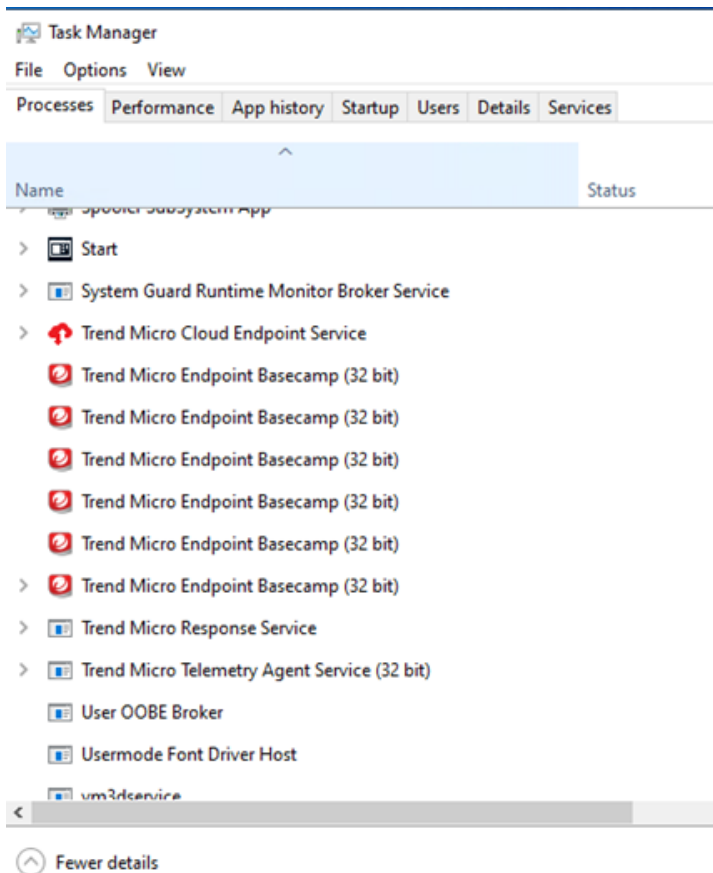 Task Manager
File Options View
Processes Performance App history Startup Users Details Services
Name Status
Spooler SubSystem App
Start
System Guard Runtime Monitor Broker Service
Trend Micro Cloud Endpoint Service
Trend Micro Endpoint Basecamp (32 bit)
Trend Micro Endpoint Basecamp (32 bit)
Trend Micro Endpoint Basecamp (32 bit)
Trend Micro Endpoint Basecamp (32 bit)
Trend Micro Endpoint Basecamp (32 bit)
Trend Micro Endpoint Basecamp (32 bit)
Trend Micro Response Service
Trend Micro Telemetry Agent Service (32 bit)
User OOBE Broker
Usermode Font Driver Host
vm3dservice
Fewer details